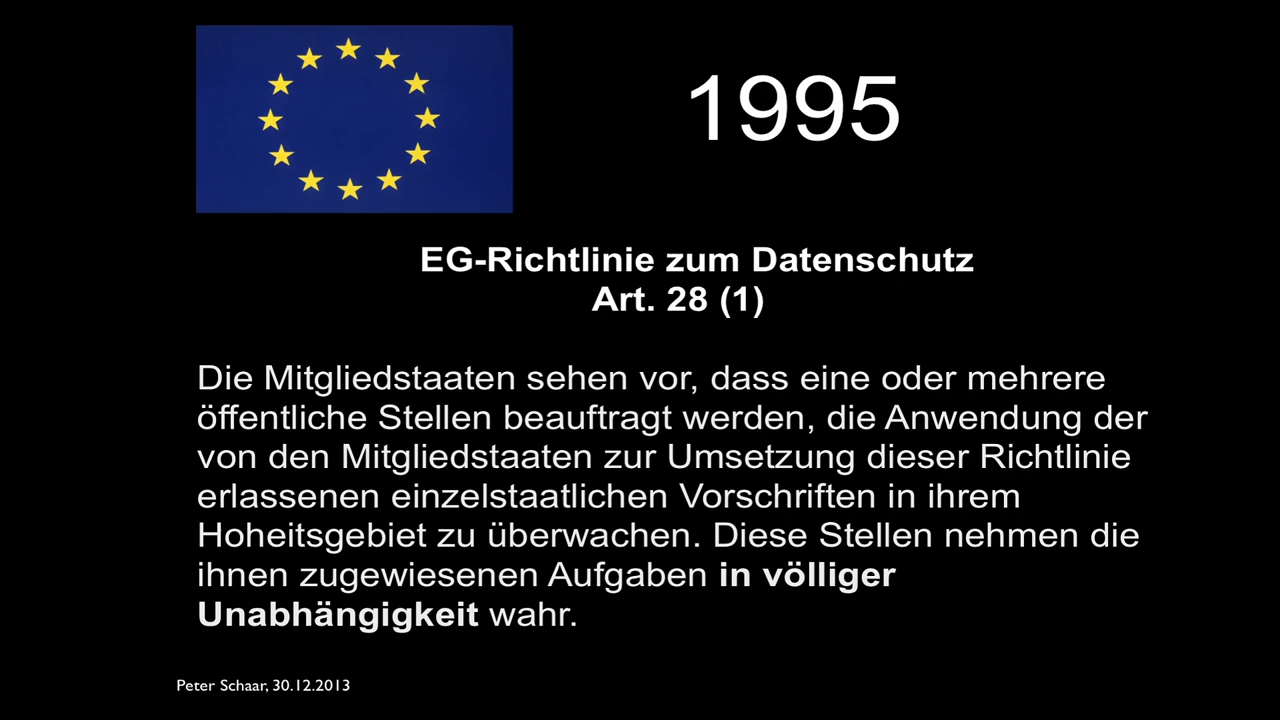 1995
EG-Richtlinie zum Datenschutz
Art. 28 (1)
Die Mitgliedstaaten sehen vor, dass eine oder mehrere
öffentliche Stellen beauftragt werden, die Anwendung der
von den Mitgliedstaaten zur Umsetzung dieser Richtlinie
erlassenen einzelstaatlichen Vorschriften in ihrem
Hoheitsgebiet zu überwachen. Diese Stellen nehmen die
ihnen zugewiesenen Aufgaben in völliger
Unabhängigkeit wahr.
Peter Schaar, 30.12.2013